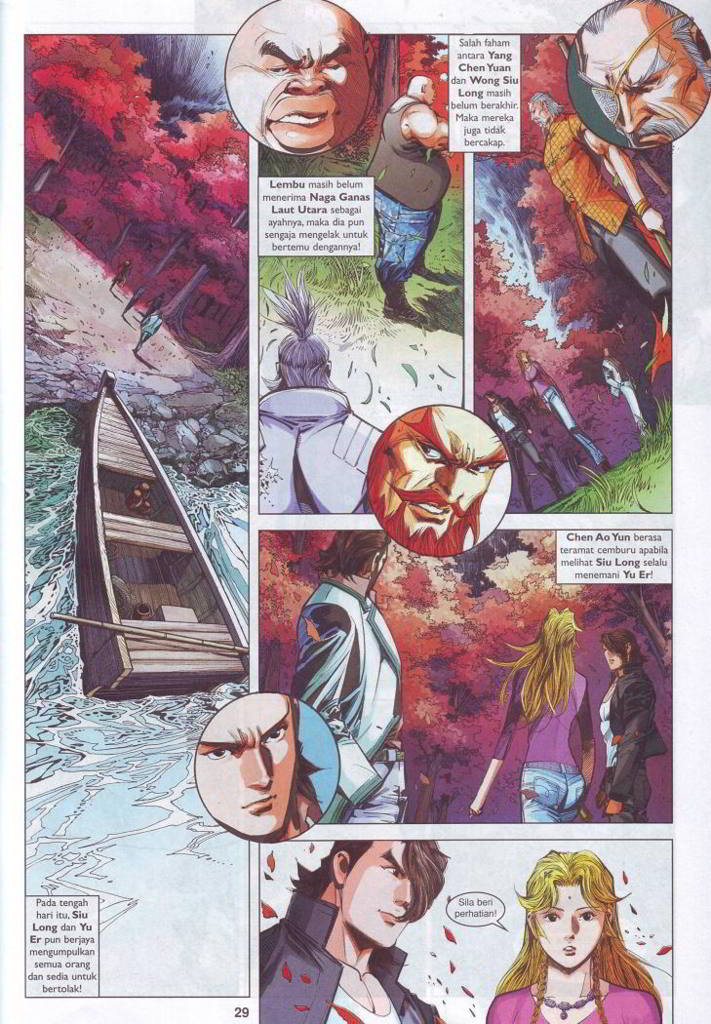 Pada tengah
hari itu, Siu
Long dan Yu
Er pun berjaya
mengumpulkan
semua orang
dan sedia untuk
bertolak!
Lembu masih belum
menerima Naga Ganas
Laut Utara sebagai
ayahnya, maka dia pun
sengaja mengelak untuk
bertemu dengannya!
Salah faham
antara Yang
Chen Yuan
dan Wong Siu
Long masih
belum berakhir.
Maka mereka
juga tidak
bercakap.
Chen Ao Yun berasa
teramat cemburu apabila
melihat Siu Long selalu
menemani Yu Er!
Sila beri
perhatian!
29